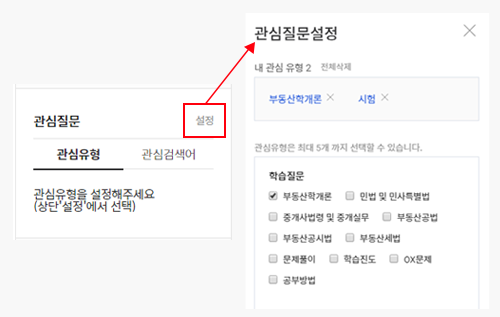 관심질문
설정
관심유형
관심검색어
관심유형을 설정해주세요
(상단'설정'에서 선택)
관심질문설정
내 관심 유형 2 전체삭제
부동산학개론 시험
관심유형은 최대 5개 까지 선택할 수 있습니다.
학습질문
부동산학개론 민법 및 민사특별법
중개사법령 및 중개실무 부동산공법
부동산공시법 부동산세법
문제풀이 학습진도 OX문제
공부방법